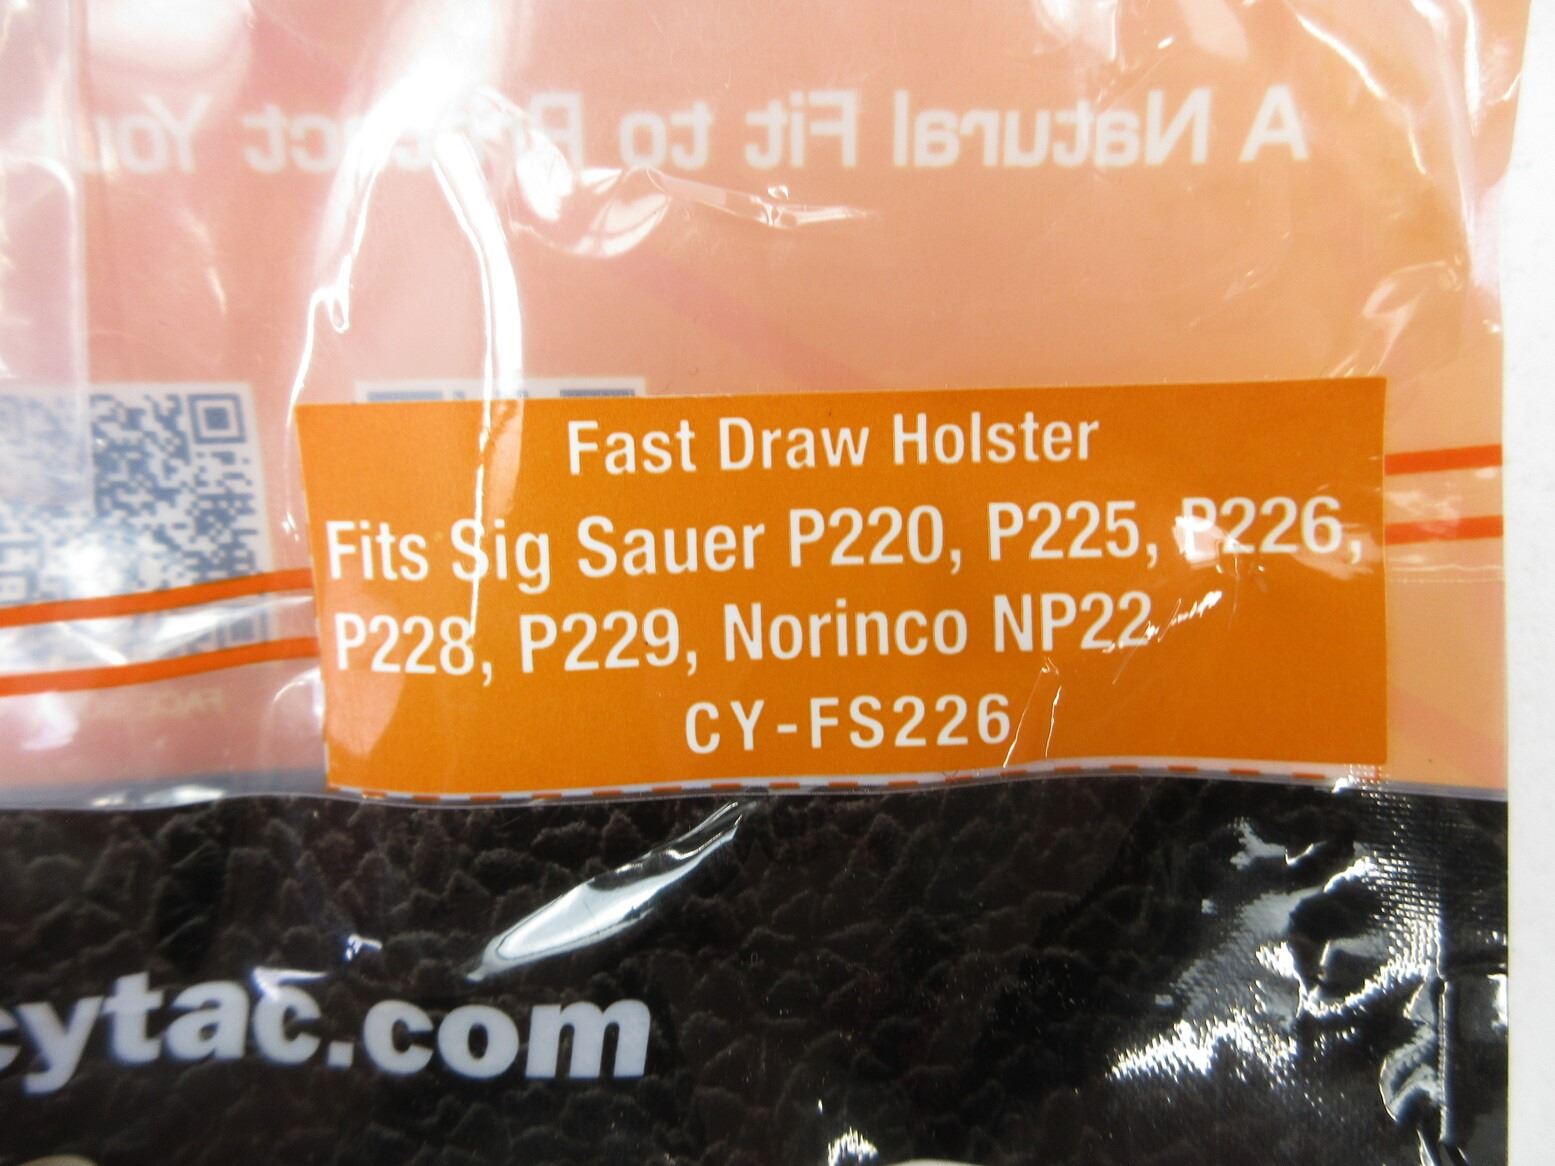 A Natural Fit to Protect You
Fast Draw Holster
Fits Sig Sauer P220, P225, P226,
P228, P229, Norinco NP22
CY-FS226
cytac.com